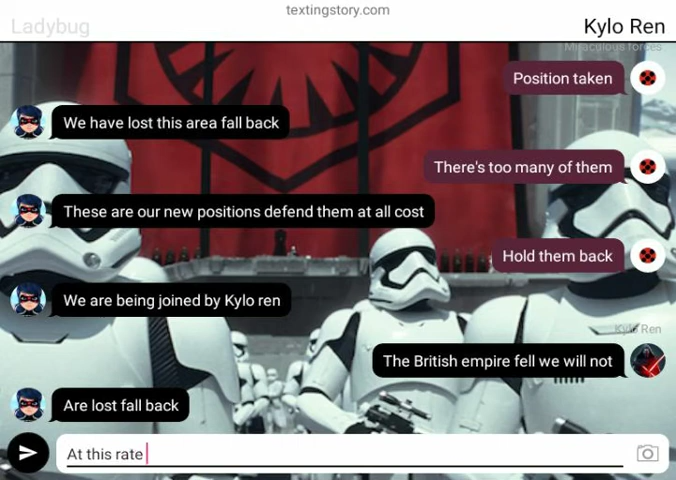 textingstory.com
Ladybug
Kylo Ren
Miraculous forces
Position taken
We have lost this area fall back
There's too many of them
These are our new positions defend them at all cost
Hold them back
We are being joined by Kylo ren
Kylo Ren
The British empire fell we will not
Are lost fall back
At this rate